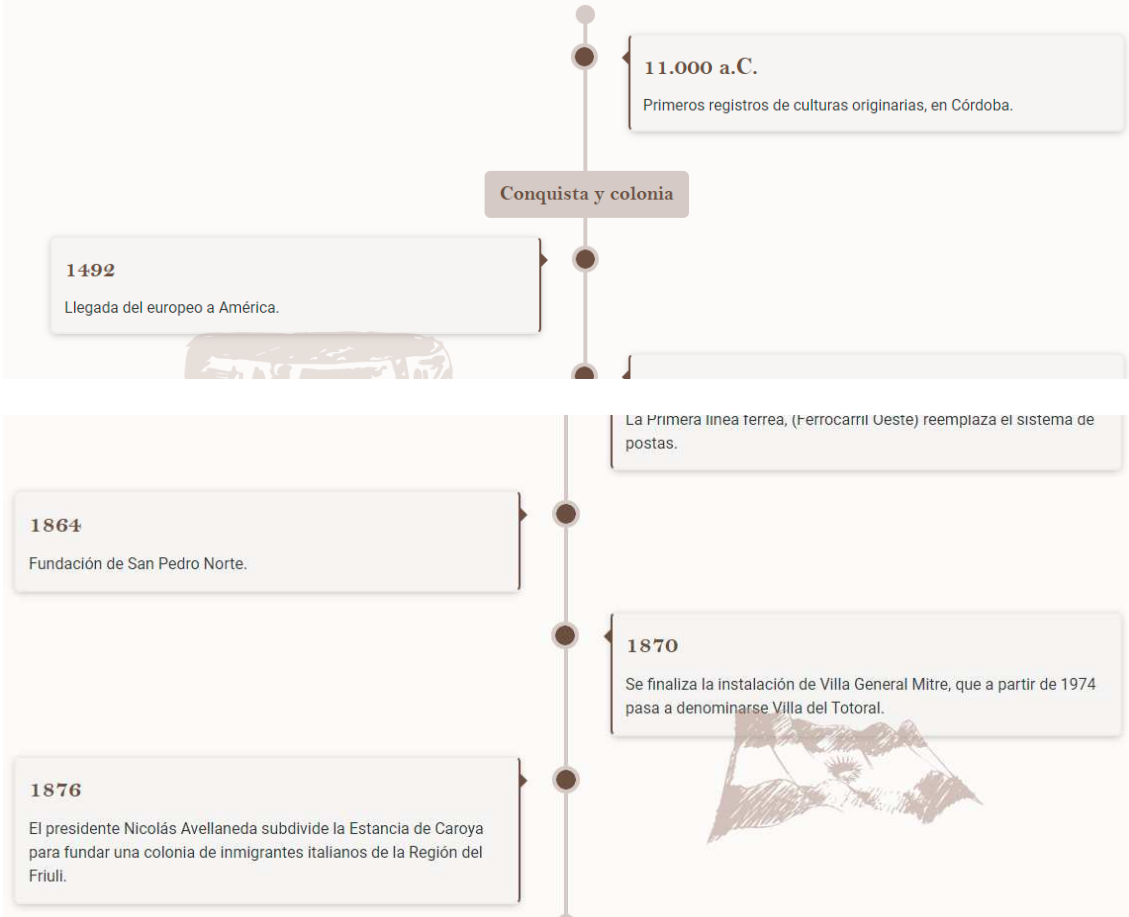 11.000 a.C.
Primeros registros de culturas originarias, en Córdoba.
Conquista y colonia
1492
Llegada del europeo a América.
La Primera línea férrea, (Ferrocarril Oeste) reemplaza el sistema de
postas.
1864
Fundación de San Pedro Norte.
1870
Se finaliza la instalación de Villa General Mitre, que a partir de 1974
pasa a denominarse Villa del Totoral.
1876
El presidente Nicolás Avellaneda subdivide la Estancia de Caroya
para fundar una colonia de inmigrantes italianos de la Región del
Friuli.